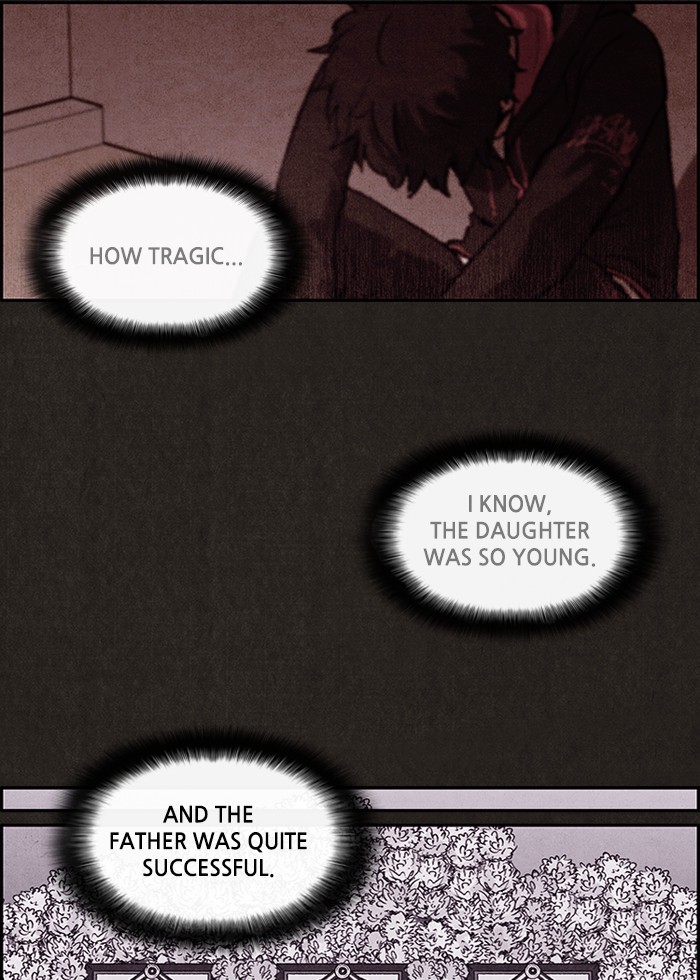 HOW TRAGIC...
I KNOW,
THE DAUGHTER
WAS SO YOUNG.
AND THE
FATHER WAS QUITE
SUCCESSFUL.